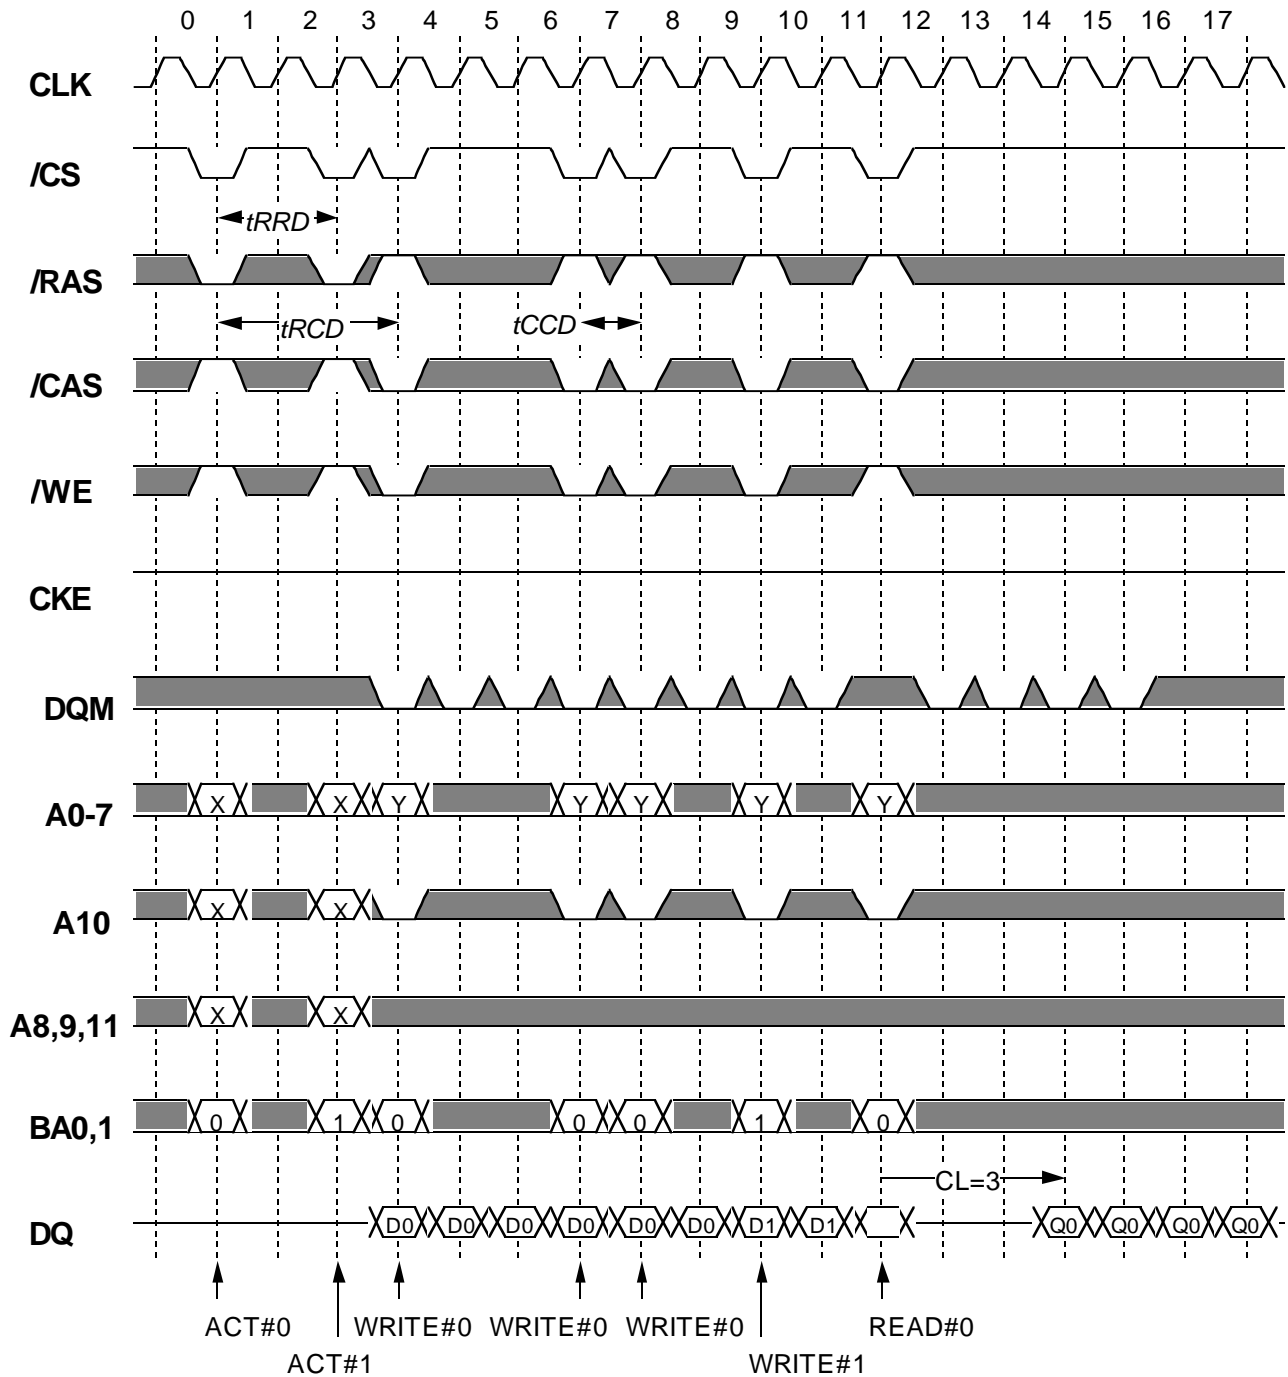 0 1 2 3 4 5 6 7 8 9 10 11 12 13 14 15 16 17
CLK
/CS
tRRD
/RAS
tRCD tCCD
/CAS
/WE
CKE
DQM
A0-7 X X Y Y Y Y Y
A10 X X
A8,9,11 X X
BA0,1 0 1 0 0 0 1 0
CL=3
DQ D0 D0 D0 D0 D0 D0 D1 D1 Q0 Q0 Q0 Q0
ACT#0 WRITE#0 WRITE#0 WRITE#0 READ#0
ACT#1 WRITE#1